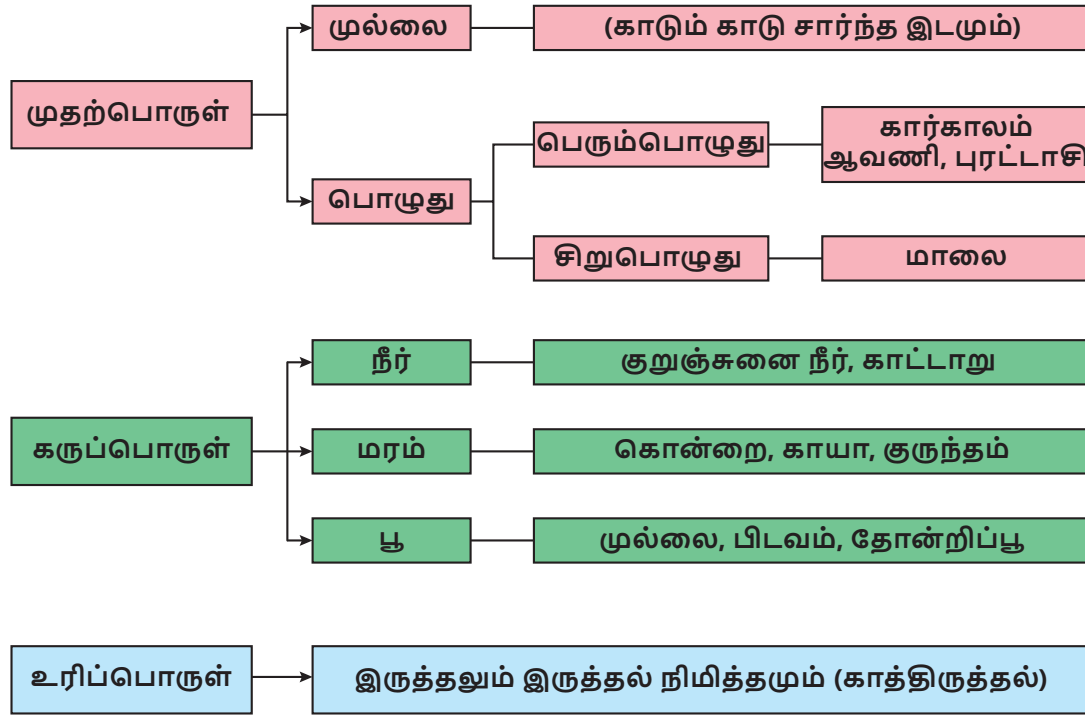 முதற்பொருள்
முல்லை
(காடும் காடு சார்ந்த இடமும்)
பொழுது
பெரும்பொழுது
கார்காலம்
ஆவணி, புரட்டாசி
சிறுபொழுது
மாலை
கருப்பொருள்
நீர்
குறுஞ்சுனை நீர், காட்டாறு
மரம்
கொன்றை, காயா, குருந்தம்
பூ
முல்லை, பிடவம், தோன்றிப்பூ
உரிப்பொருள்
இருத்தலும் இருத்தல் நிமித்தமும் (காத்திருத்தல்)